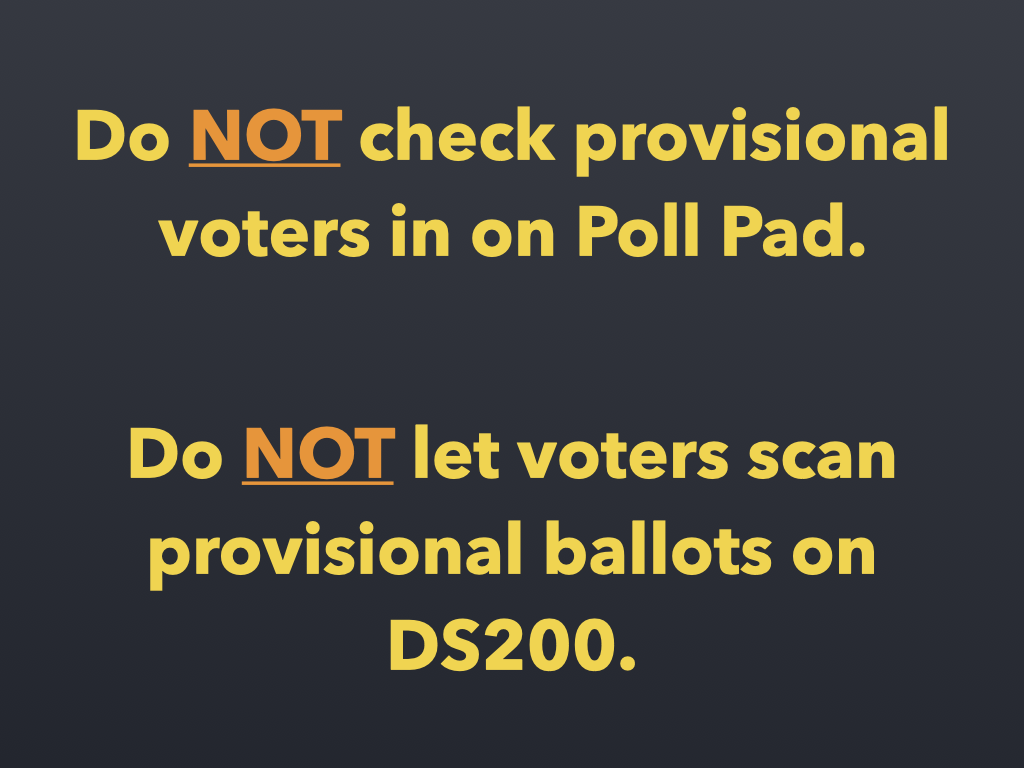 Do NOT check provisional
voters in on Poll Pad.
Do NOT let voters scan
provisional ballots on
DS200.